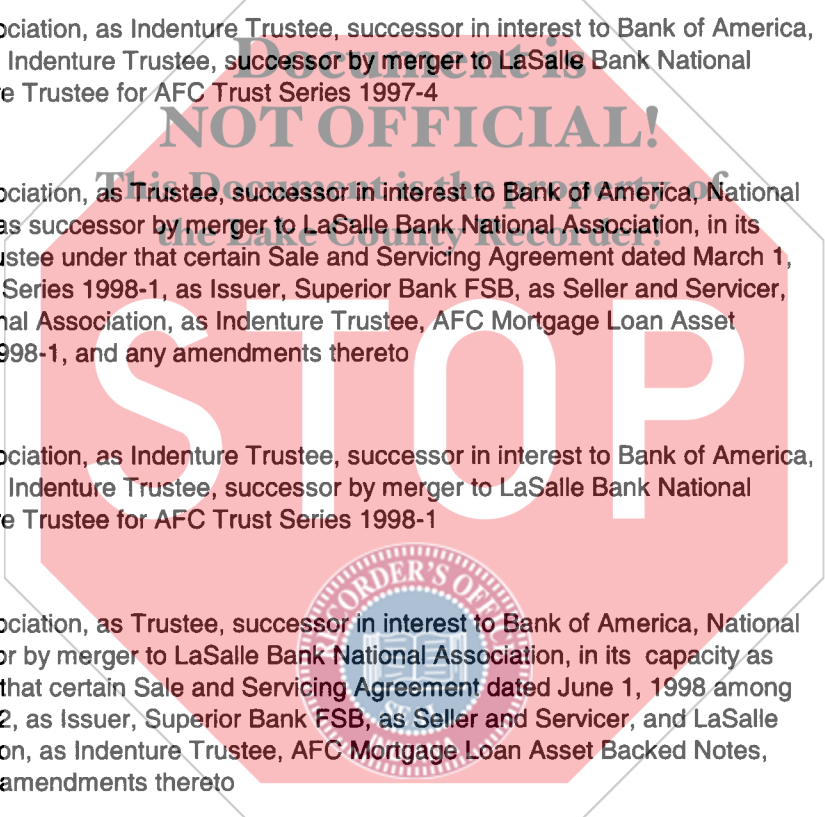 ociation, as Indenture Trustee, successor in interest to Bank of America,
Document is
Indenture Trustee, successor by merger to LaSalle Bank National
e Trustee for AFC Trust Series 1997-4
NOT OFFICIAL!
This Document is the property of
ociation, as Trustee, successor in interest to Bank of America, National
as successor by merger to LaSalle Bank National Association, in its
the Lake County Recorder!
ustee under that certain Sale and Servicing Agreement dated March 1,
Series 1998-1, as Issuer, Superior Bank FSB, as Seller and Servicer,
nal Association, as Indenture Trustee, AFC Mortgage Loan Asset
998-1, and any amendments thereto
STOP
ociation, as Indenture Trustee, successor in interest to Bank of America,
Indenture Trustee, successor by merger to LaSalle Bank National
e Trustee for AFC Trust Series 1998-1
RECORDER'S OFFICE
ociation, as Trustee, successor in interest to Bank of America, National
or by merger to LaSalle Bank National Association, in its capacity as
that certain Sale and Servicing Agreement dated June 1, 1998 among
2, as Issuer, Superior Bank FSB, as Seller and Servicer, and LaSalle
SEAL
on, as Indenture Trustee, AFC Mortgage Loan Asset Backed Notes,
INDIANA
amendments thereto